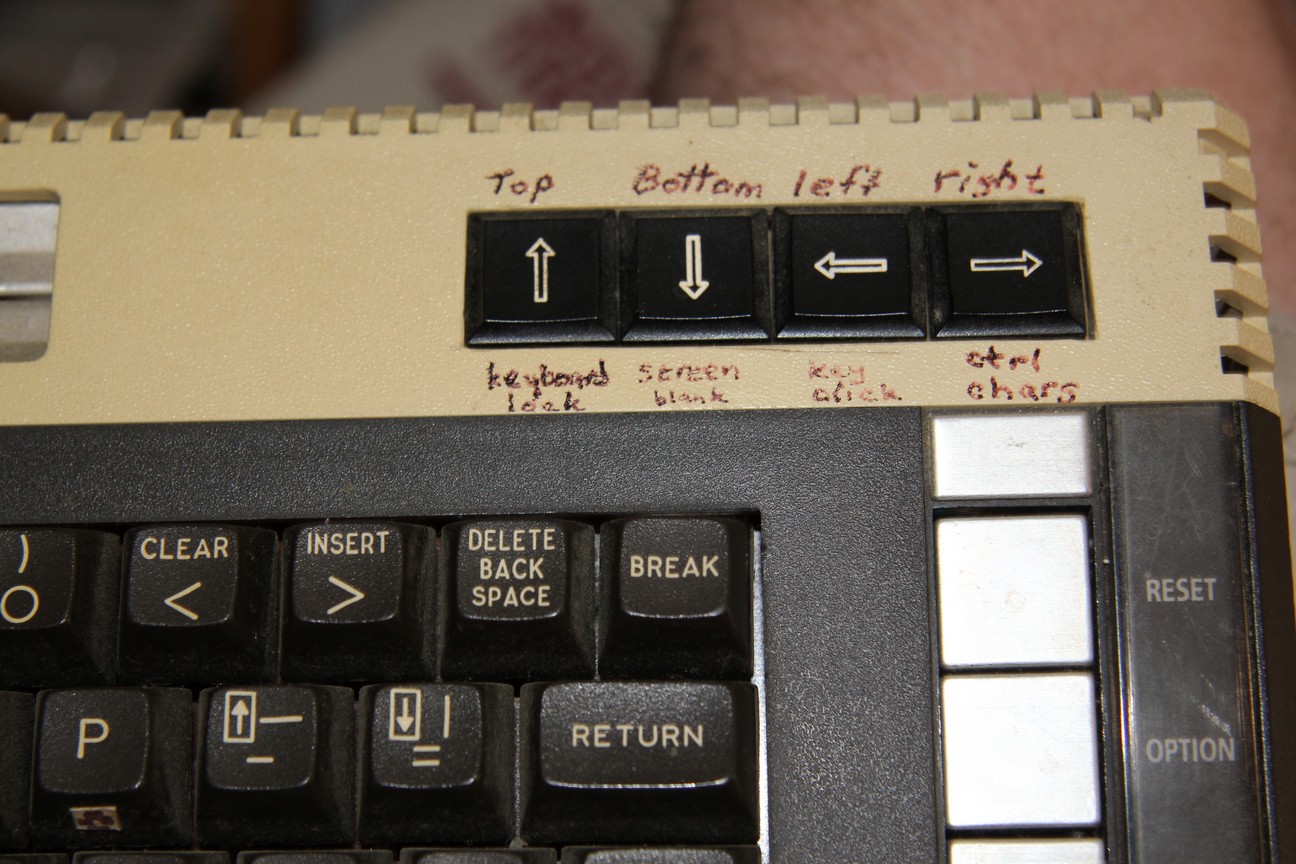 Top Bottom left right
keyboard screen key ctrl
lock blank click chars
) CLEAR INSERT DELETE
BACK
0 < > SPACE BREAK
RESET
P — _ | = RETURN
OPTION